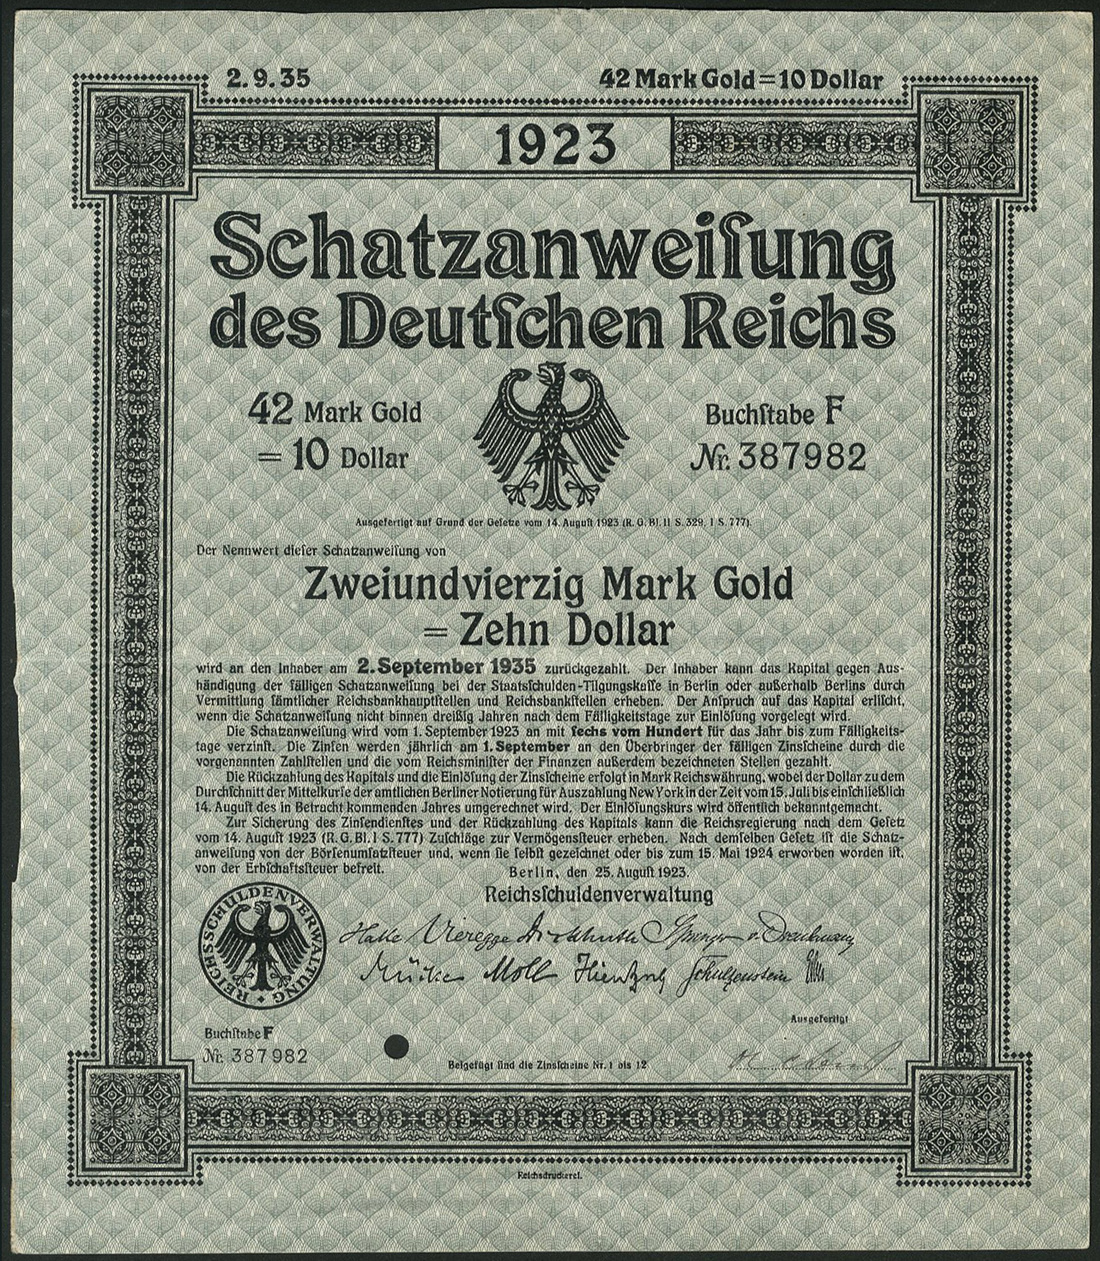 2. 9. 35
42 Mark Gold = 10 Dollar
1923
Schatzanweiſung
des Deutſchen Reichs
42 Mark Gold
= 10 Dollar
Buchſtabe F
Nr. 387982
Ausgefertigt auf Grund der Geſetze vom 14. Auguſt 1923 (R. G. Bl. II S. 329, I S. 777).
Der Nennwert dieſer Schatzanweiſung von
Zweiundvierzig Mark Gold
= Zehn Dollar
wird an den Inhaber am 2. September 1935 zurückgezahlt. Der Inhaber kann das Kapital gegen Aus-
händigung der fälligen Schatzanweiſung bei der Staatsſchulden-Tilgungskaſſe in Berlin oder außerhalb Berlins durch
Vermittlung ſämtlicher Reichsbankhauptſtellen und Reichsbankſtellen erheben. Der Anſpruch auf das Kapital erliſcht,
wenn die Schatzanweiſung nicht binnen dreißig Jahren nach dem Fälligkeitstage zur Einlöſung vorgelegt wird.
Die Schatzanweiſung wird vom 1. September 1923 an mit ſechs vom Hundert für das Jahr bis zum Fälligkeits-
tage verzinſt. Die Zinſen werden jährlich am 1. September an den Überbringer der fälligen Zinsſcheine durch die
vorgenannten Zahlſtellen und die vom Reichsminiſter der Finanzen außerdem bezeichneten Stellen gezahlt.
Die Rückzahlung des Kapitals und die Einlöſung der Zinsſcheine erfolgt in Mark Reichswährung, wobei der Dollar zu dem
Durchſchnitt der Mittelkurſe der amtlichen Berliner Notierung für Auszahlung New York in der Zeit vom 15. Juli bis einſchließlich
14. Auguſt des in Betracht kommenden Jahres umgerechnet wird. Der Einlöſungskurs wird öffentlich bekanntgemacht.
Zur Sicherung des Zinſendienſtes und der Rückzahlung des Kapitals kann die Reichsregierung nach dem Geſetz
vom 14. Auguſt 1923 (R. G. Bl. I S. 777) Zuſchläge zur Vermögensſteuer erheben. Nach demſelben Geſetz iſt die Schatz-
anweiſung von der Börſenumſatzſteuer und, wenn ſie ſelbſt gezeichnet oder bis zum 15. Mai 1924 erworben worden iſt,
von der Erbſchaftsſteuer befreit.
Berlin, den 25. Auguſt 1923.
Reichsſchuldenverwaltung
REICHSSCHULDENVERWALTUNG
Halle Vieregge Springer v. Drenkmann
Mücke Moll Schulzenstein
Ausgefertigt
Buchſtabe F
Nr. 387982
Beigefügt ſind die Zinsſcheine Nr. 1 bis 12
Reichsdruckerei.